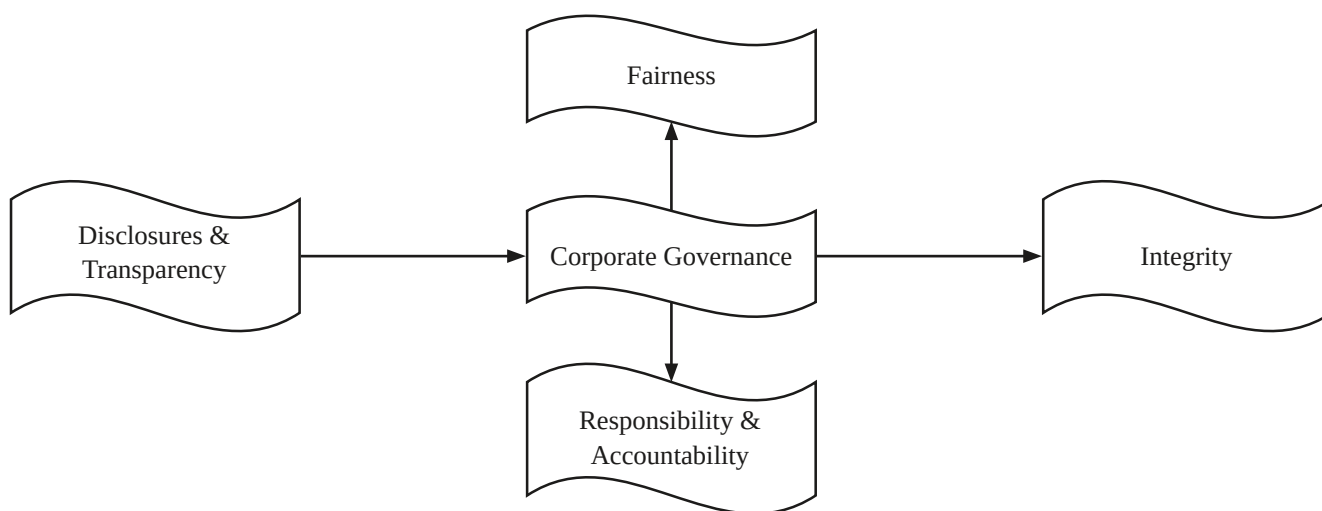 Fairness
Disclosures &
Transparency
Corporate Governance
Integrity
Responsibility &
Accountability